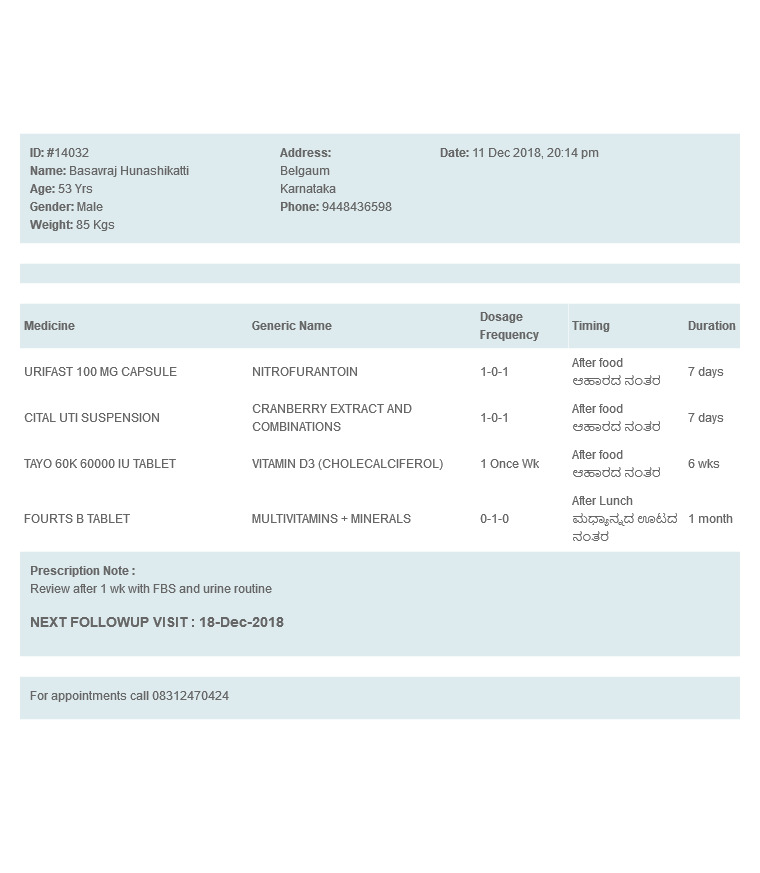 ID: #14032
Name: Basavraj Hunashikatti
Age: 53 Yrs
Gender: Male
Weight: 85 Kgs
Address:
Belgaum
Karnataka
Phone: 9448436598
Date: 11 Dec 2018, 20:14 pm
Medicine Generic Name Dosage Frequency Timing Duration
URIFAST 100 MG CAPSULE NITROFURANTOIN 1-0-1 After food ಆಹಾರದ ನಂತರ 7 days
CITAL UTI SUSPENSION CRANBERRY EXTRACT AND COMBINATIONS 1-0-1 After food ಆಹಾರದ ನಂತರ 7 days
TAYO 60K 60000 IU TABLET VITAMIN D3 (CHOLECALCIFEROL) 1 Once Wk After food ಆಹಾರದ ನಂತರ 6 wks
FOURTS B TABLET MULTIVITAMINS + MINERALS 0-1-0 After Lunch ಮಧ್ಯಾನ್ನದ ಊಟದ ನಂತರ 1 month
Prescription Note :
Review after 1 wk with FBS and urine routine
NEXT FOLLOWUP VISIT : 18-Dec-2018
For appointments call 08312470424